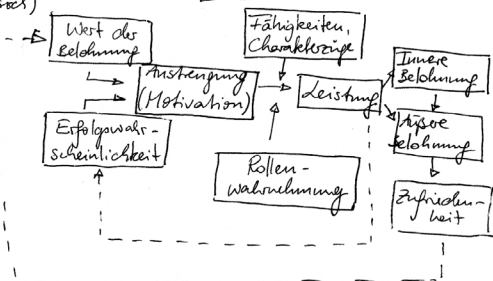 Wert der
Belohnung
Fähigkeiten,
Charakterzüge
Anstrengung
(Motivation)
Leistung
Innere
Belohnung
Erfolgswahr-
scheinlichkeit
Äußere
Belohnung
Rollen-
wahrnehmung
Zufrieden-
heit